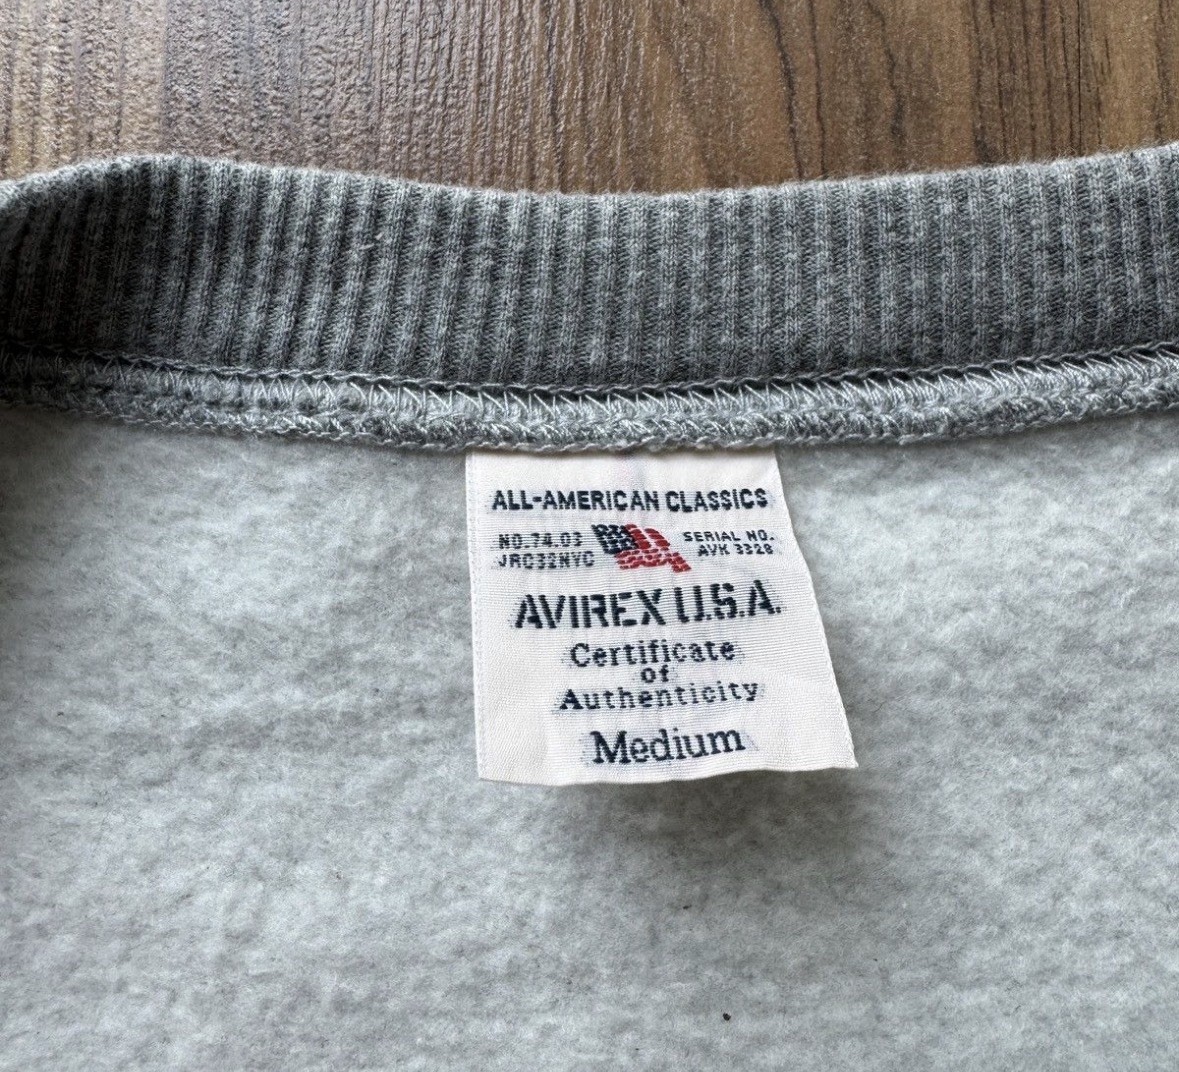 ALL-AMERICAN CLASSICS
NO.74.03
JRC32NYC
SERIAL NO.
AVK 3328
AVIREX U.S.A.
Certificate
of
Authenticity
Medium